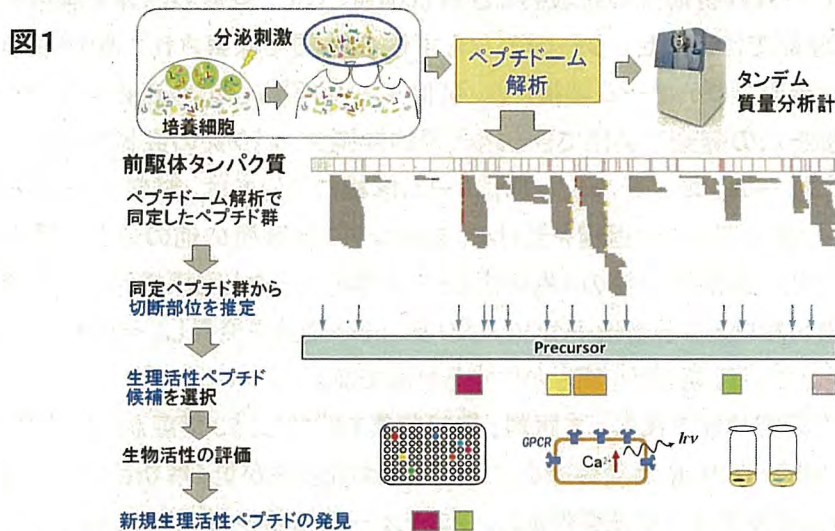 図1
分泌刺激
培養細胞
ペプチドーム
解析
タンデム
質量分析計
前駆体タンパク質
ペプチドーム解析で
同定したペプチド群
同定ペプチド群から
切断部位を推定
Precursor
生理活性ペプチド
候補を選択
生物活性の評価
GPCR
Ca2+
hν
新規生理活性ペプチドの発見